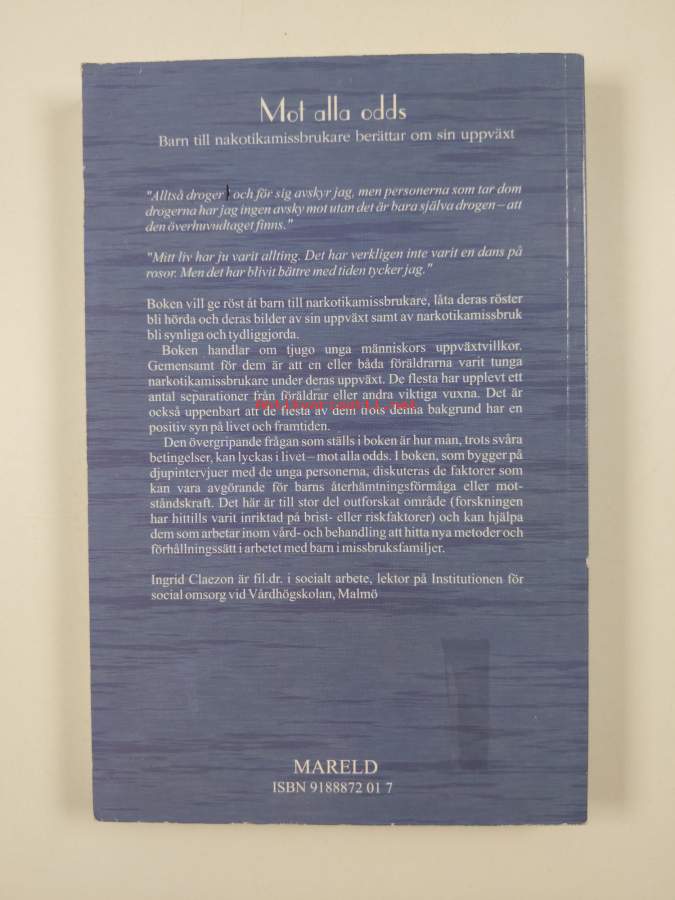 Mot alla odds
Barn till nakotikamissbrukare berättar om sin uppväxt
"Alltså droger i och för sig avskyr jag, men personerna som tar dom
drogerna har jag ingen avsky mot utan det är bara själva drogen – att
den överhuvudtaget finns."
"Mitt liv har ju varit allting. Det har verkligen inte varit en dans på
rosor. Men det har blivit bättre med tiden tycker jag."
Boken vill ge röst åt barn till narkotikamissbrukare, låta deras röster
bli hörda och deras bilder av sin uppväxt samt av narkotikamissbruk
bli synliga och tydliggjorda.
Boken handlar om tjugo unga människors uppväxtvillkor.
Gemensamt för dem är att en eller båda föräldrarna varit tunga
narkotikamissbrukare under deras uppväxt. De flesta har upplevt ett
antal separationer från föräldrar eller andra viktiga vuxna. Det är
också uppenbart att de flesta av dem trots denna bakgrund har en
positiv syn på livet och framtiden.
Den övergripande frågan som ställs i boken är hur man, trots svåra
betingelser, kan lyckas i livet – mot alla odds. I boken, som bygger på
djupintervjuer med de unga personerna, diskuteras de faktorer som
kan vara avgörande för barns återhämtningsförmåga eller mot-
ståndskraft. Det här är till stor del outforskat område (forskningen
har hittills varit inriktad på brist- eller riskfaktorer) och kan hjälpa
dem som arbetar inom vård- och behandling att hitta nya metoder och
förhållningssätt i arbetet med barn i missbruksfamiljer.
Ingrid Claezon är fil.dr. i socialt arbete, lektor på Institutionen för
social omsorg vid Vårdhögskolan, Malmö
MARELD
ISBN 9188872 01 7